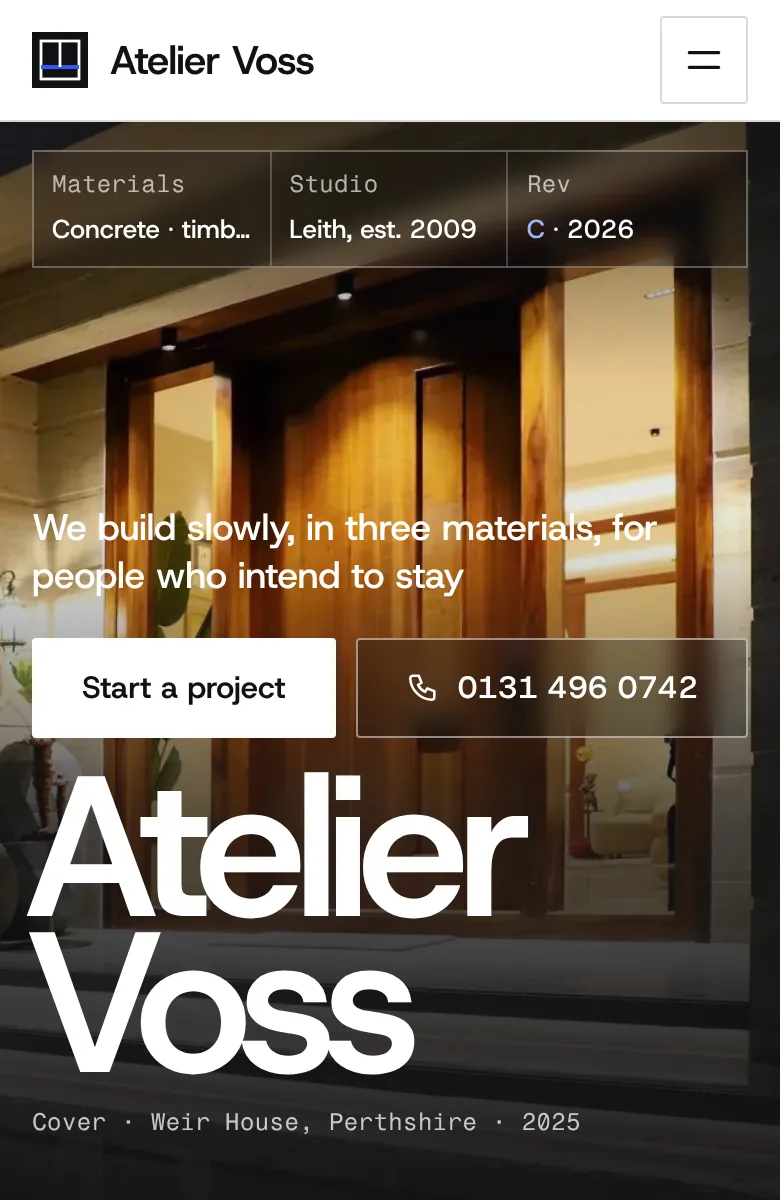 Atelier Voss
Materials
Concrete · timb…
Studio
Leith, est. 2009
Rev
C · 2026
We build slowly, in three materials, for
people who intend to stay
Start a project
0131 496 0742
Atelier
Voss
Cover · Weir House, Perthshire · 2025